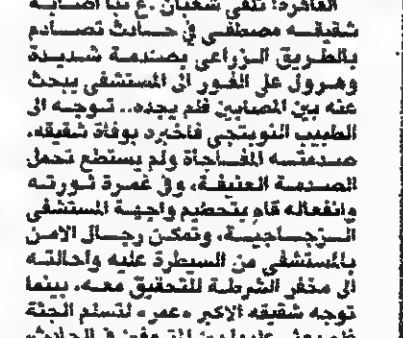 القاهرة: تلقى شعبان .ع نبأ اصابة
شقيقه مصطفى في حادث تصادم
بالطريق الزراعي بصدمة شديدة
وهرول على الفور الى المستشفى يبحث
عنه بين المصابين فلم يجده.. توجه الى
الطبيب النوبتجي فاخبره بوفاة شقيقه.
صدمته المفاجأة ولم يستطع تحمل
الصدمة العنيفة، وفي غمرة ثورته
وانفعاله قام بتحطيم واجهة المستشفى
الزجاجية، وتمكن رجال الامن
بالمستشفى من السيطرة عليه واحالته
الى مخفر الشرطة للتحقيق معه، بينما
توجه شقيقه الاكبر «عمر» لتسلم الجثة
في الحادث،